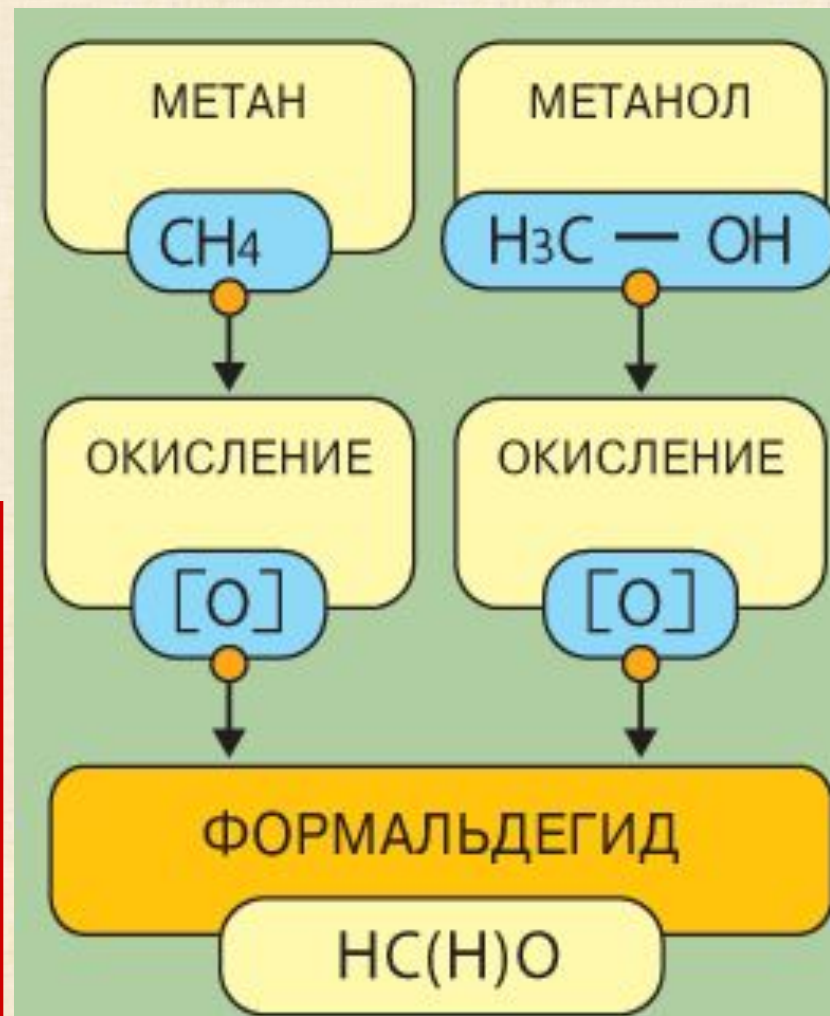 МЕТАН
CH4
МЕТАНОЛ
H3C — OH
ОКИСЛЕНИЕ
[O]
ОКИСЛЕНИЕ
[O]
ФОРМАЛЬДЕГИД
HC(H)O